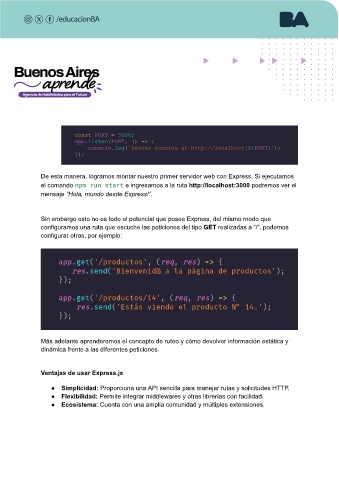 /educacionBA
BA
Buenos Aires
aprende
Agencia de Habilidades para el Futuro
const PORT = 3000;
app.listen(PORT, () => {
console.log(`Server running at http://localhost:${PORT}`);
});
De esta manera, logramos montar nuestro primer servidor web con Express. Si ejecutamos
el comando npm run start e ingresamos a la ruta http://localhost:3000 podremos ver el
mensaje "Hola, mundo desde Express!".
Sin embargo esto no es todo el potencial que posee Express, del mismo modo que
configuramos una ruta que escuche las peticiones del tipo GET realizadas a "/", podemos
configurar otras, por ejemplo:
app.get('/productos', (req, res) => {
res.send('Bienvenid@ a la página de productos');
});
app.get('/productos/14', (req, res) => {
res.send('Estás viendo el producto N° 14.');
});
Más adelante aprenderemos el concepto de ruteo y cómo devolver información estática y
dinámica frente a las diferentes peticiones.
Ventajas de usar Express.js
● Simplicidad: Proporciona una API sencilla para manejar rutas y solicitudes HTTP.
● Flexibilidad: Permite integrar middlewares y otras librerías con facilidad.
● Ecosistema: Cuenta con una amplia comunidad y múltiples extensiones.